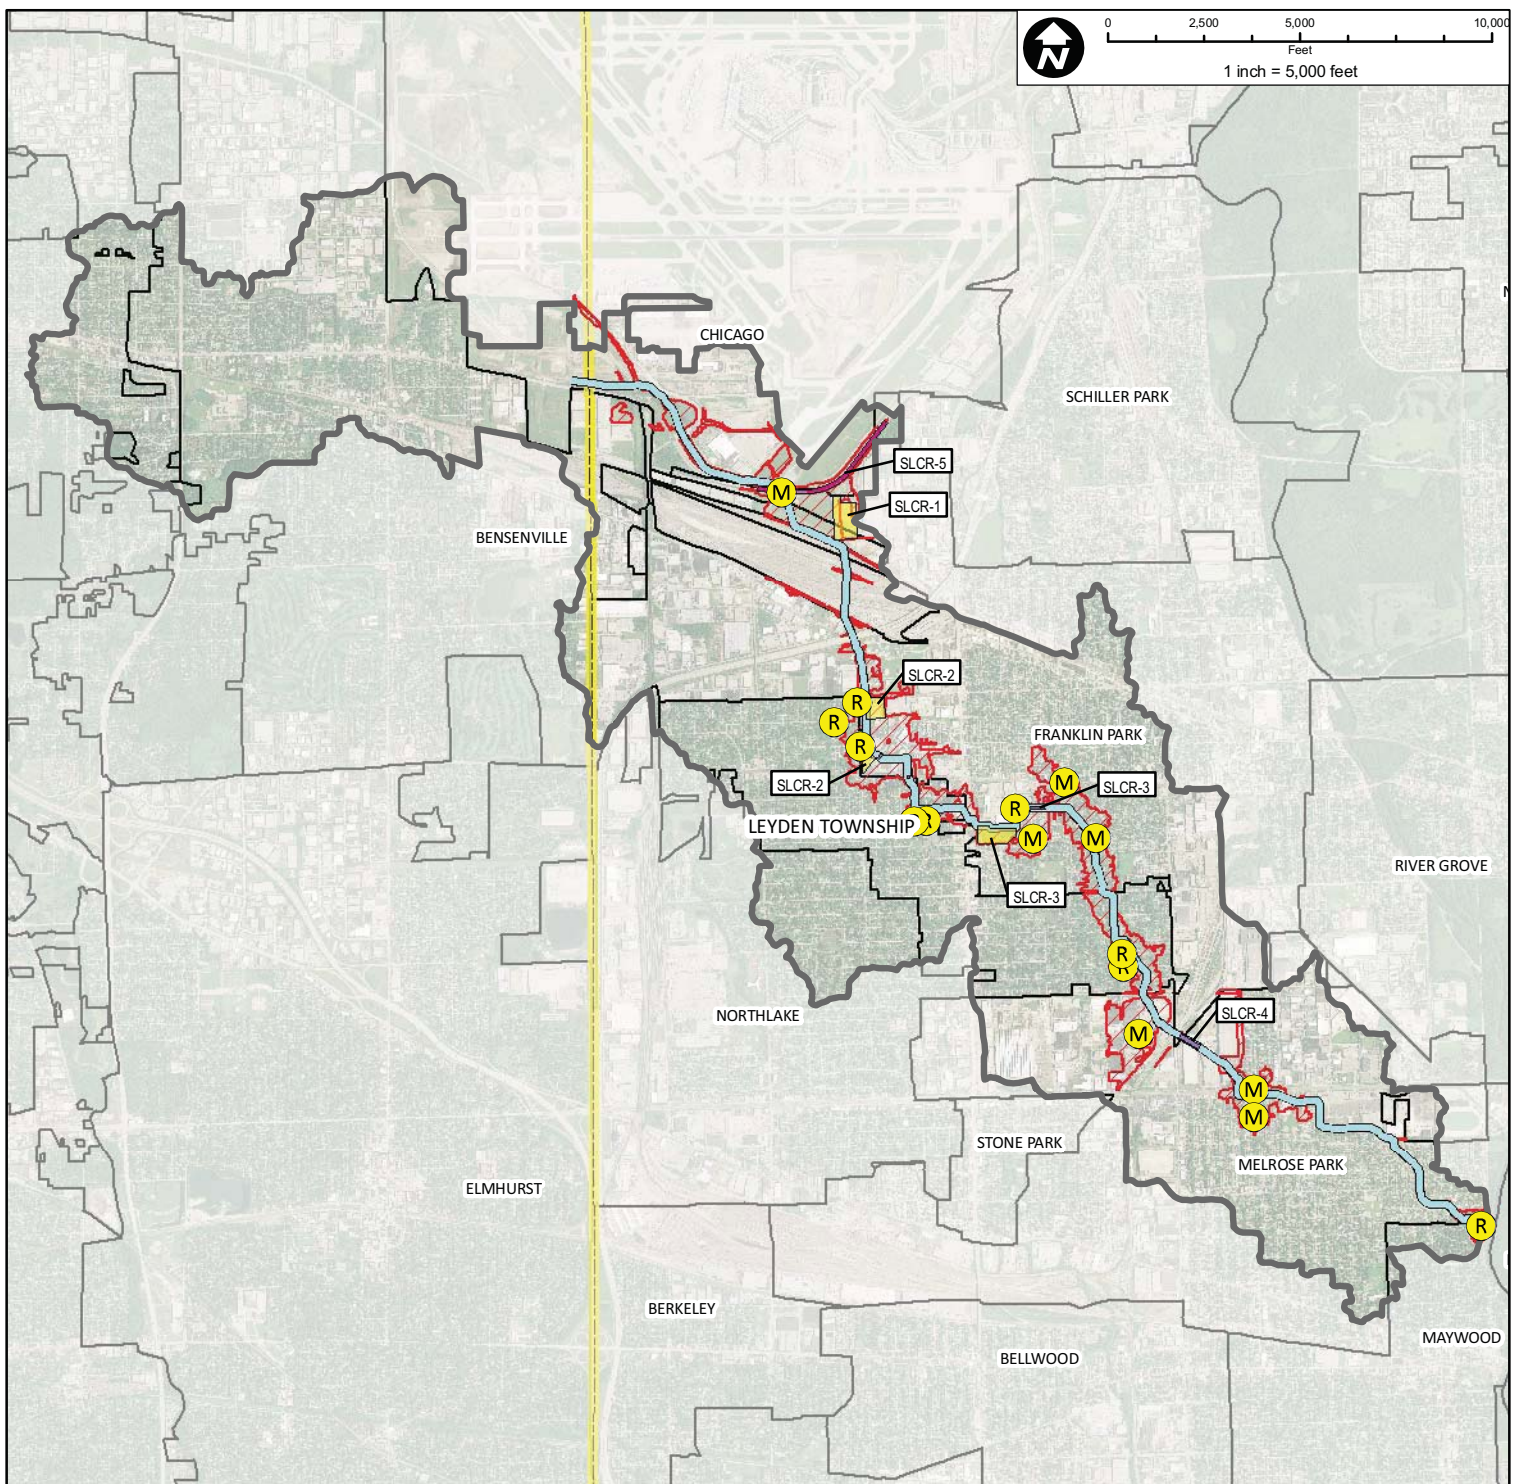 0 2,500 5,000 10,000
Feet
N
1 inch = 5,000 feet
N
CHICAGO
SCHILLER PARK
SLCR-5
M
SLCR-1
BENSENVILLE
SLCR-2
R
R
FRANKLIN PARK
R
SLCR-2
M
SLCR-3
R
LEYDEN TOWNSHIP
R
M
M
RIVER GROVE
SLCR-3
R
R
NORTHLAKE
SLCR-4
M
M
M
STONE PARK
MELROSE PARK
ELMHURST
R
BERKELEY
MAYWOOD
BELLWOOD